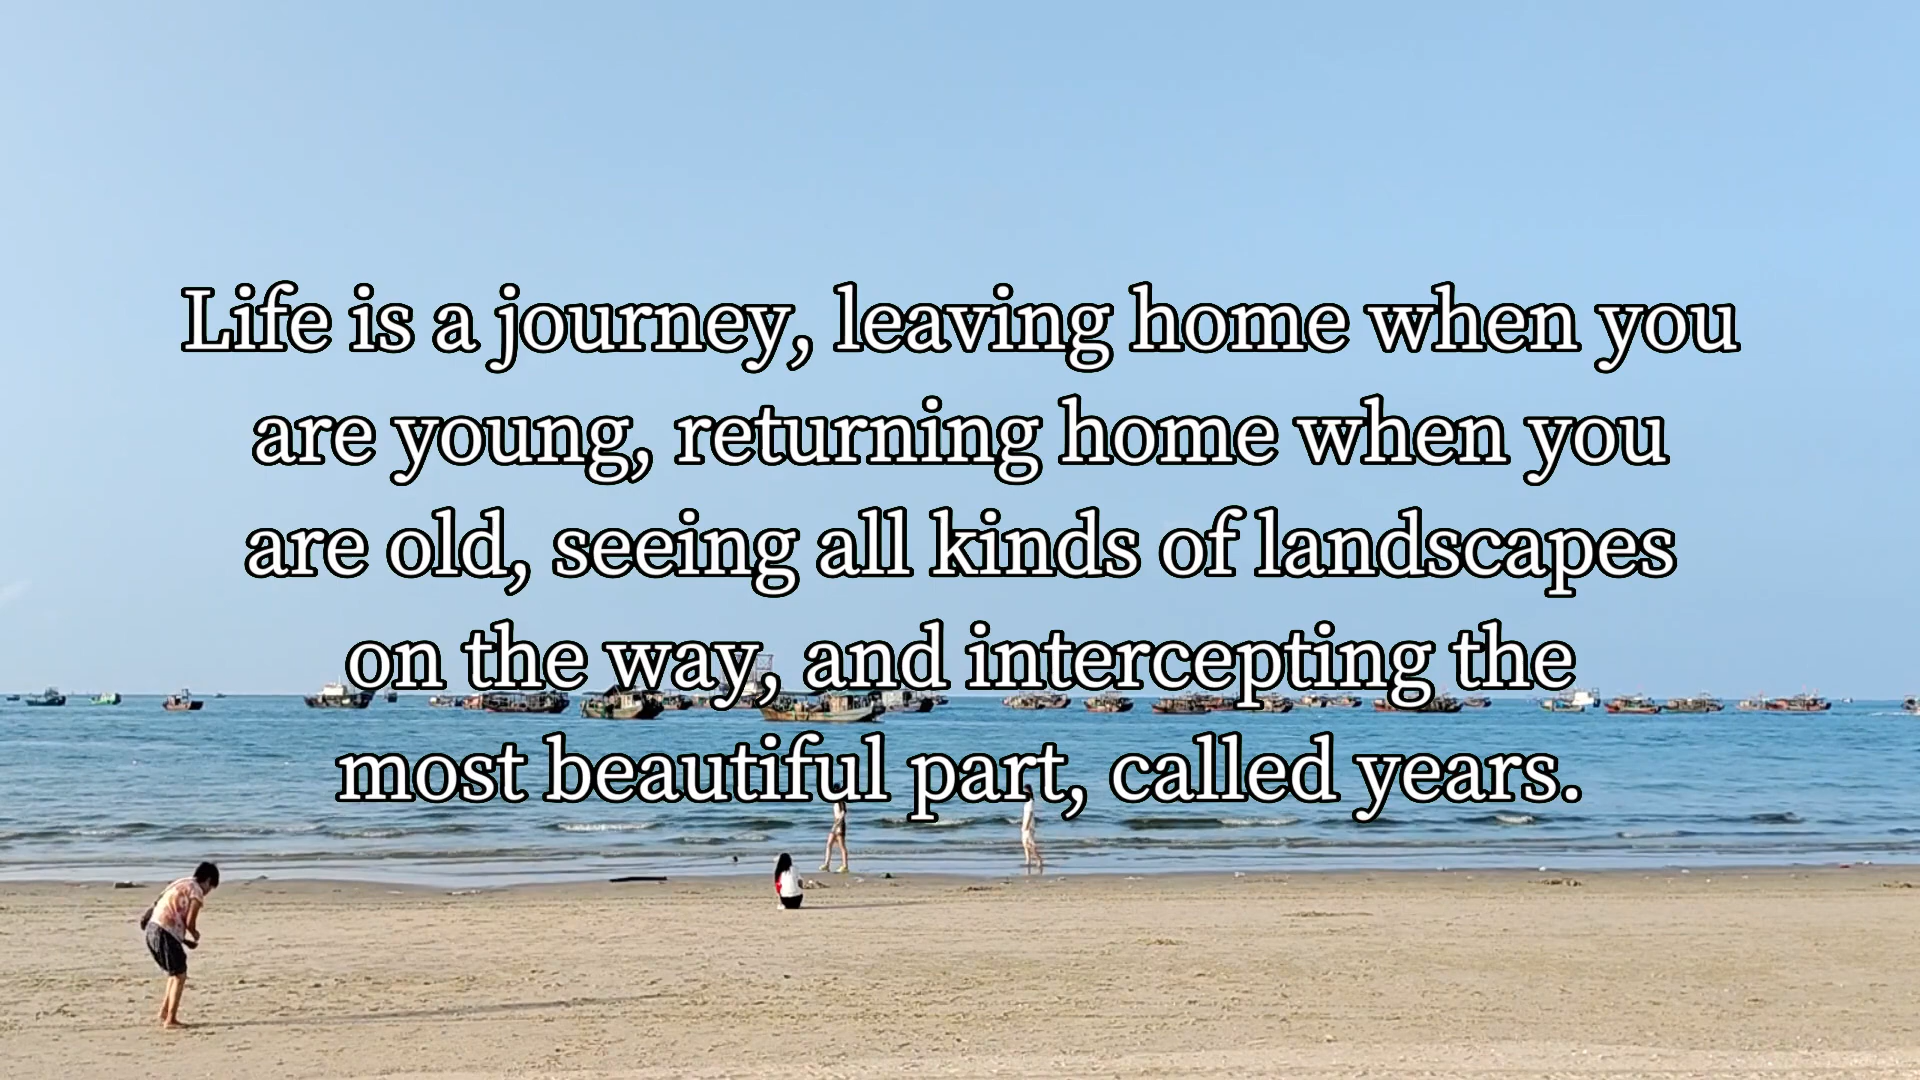 Life is a journey, leaving home when you
are young, returning home when you
are old, seeing all kinds of landscapes
on the way, and intercepting the
most beautiful part, called years.